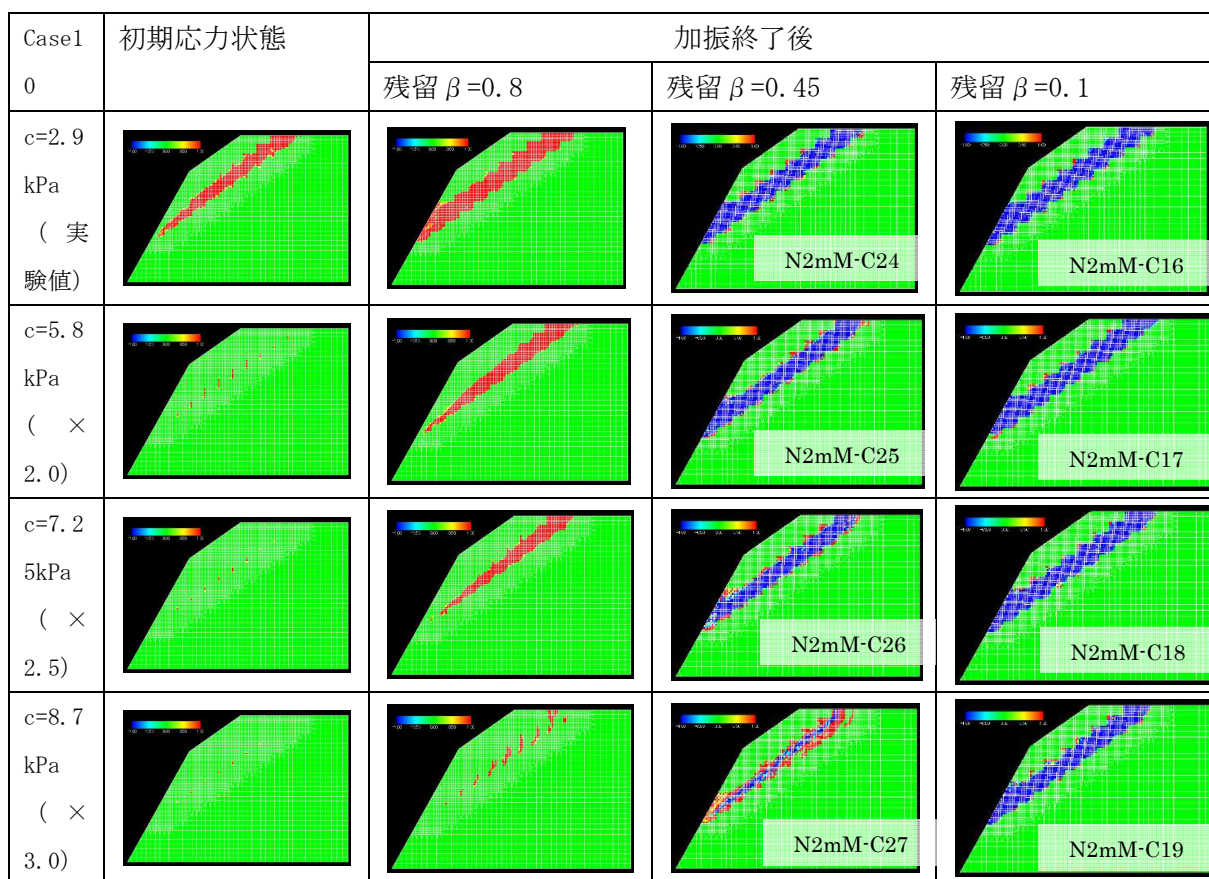 Case1
0
初期応力状態
加振終了後
残留β=0.8
残留β=0.45
残留β=0.1
c=2.9
kPa
( 実
験値)
N2mM-C24
N2mM-C16
c=5.8
kPa
( ×
2.0)
N2mM-C25
N2mM-C17
c=7.2
5kPa
( ×
2.5)
N2mM-C26
N2mM-C18
c=8.7
kPa
( ×
3.0)
N2mM-C27
N2mM-C19